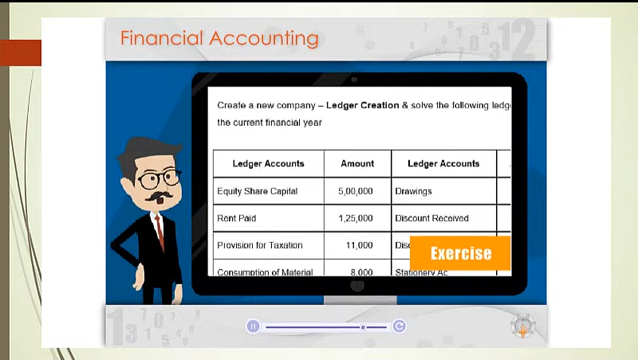 Financial Accounting
Create a new company – Ledger Creation & solve the following
the current financial year
Ledger Accounts Amount Ledger Accounts
Equity Share Capital 5,00,000 Drawings
Rent Paid 1,25,000 Discount Received
Provision for Taxation 11,000
Exercise
Consumption of Material 8,000 Stationery Ac